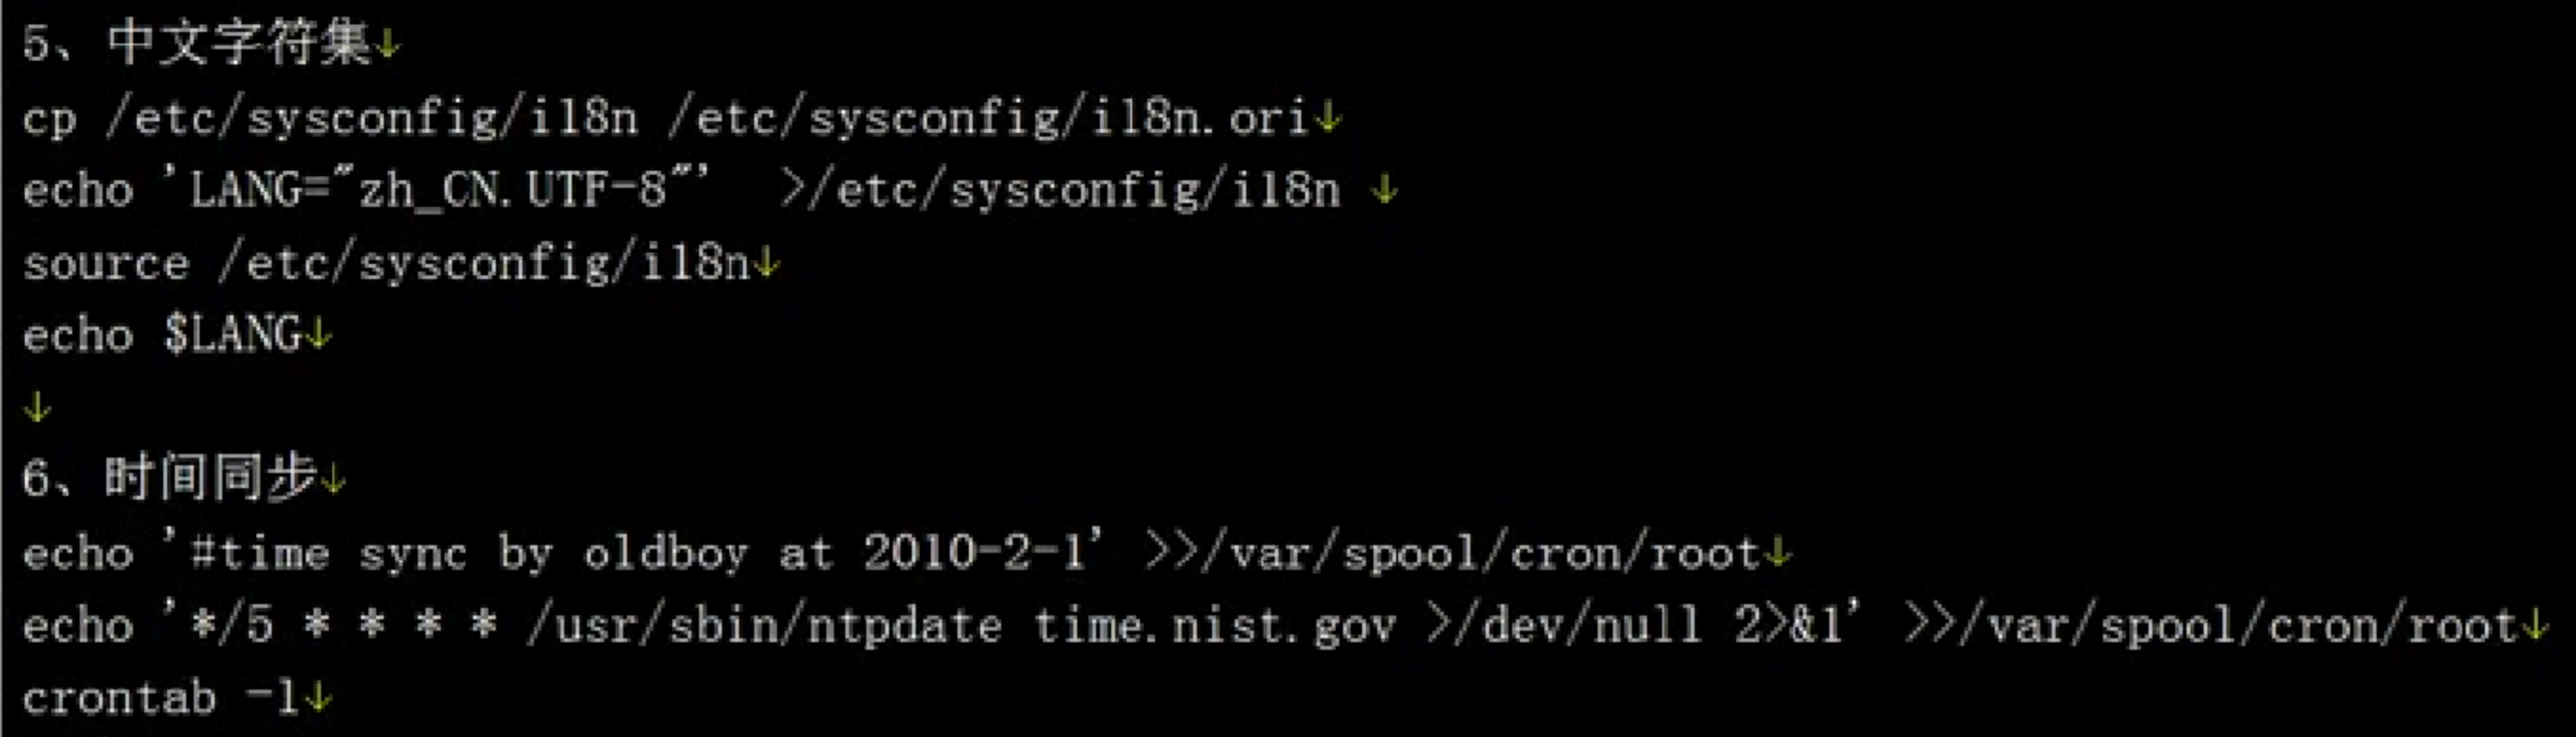 5、中文字符集↓
cp /etc/sysconfig/i18n /etc/sysconfig/i18n.ori↓
echo 'LANG="zh_CN.UTF-8"'  >/etc/sysconfig/i18n ↓
source /etc/sysconfig/i18n↓
echo $LANG↓
↓
6、时间同步↓
echo '#time sync by oldboy at 2010-2-1' >>/var/spool/cron/root↓
echo '*/5 * * * * /usr/sbin/ntpdate time.nist.gov >/dev/null 2>&1' >>/var/spool/cron/root↓
crontab -l↓